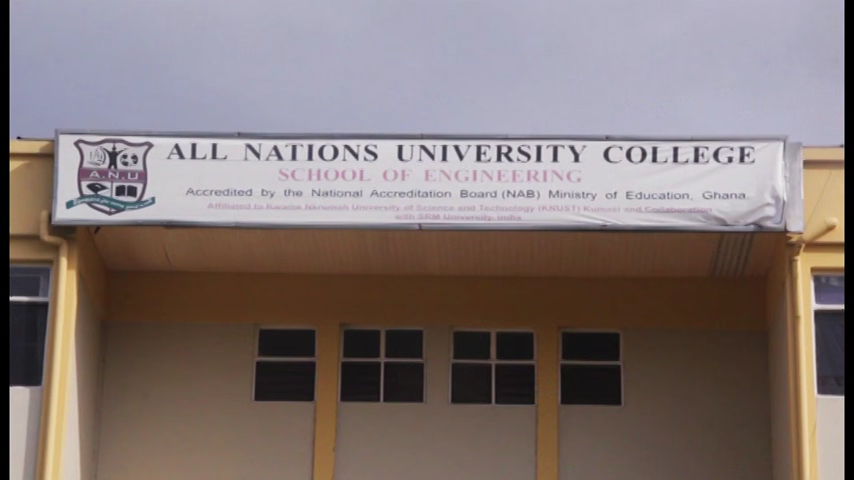 A.N.U
ALL NATIONS UNIVERSITY COLLEGE
SCHOOL OF ENGINEERING
Accredited by the National Accreditation Board (NAB) Ministry of Education, Ghana.
Affiliated to Kwame Nkrumah University of Science and Technology (KNUST) Kumasi and Collaboration
with SRM University, India